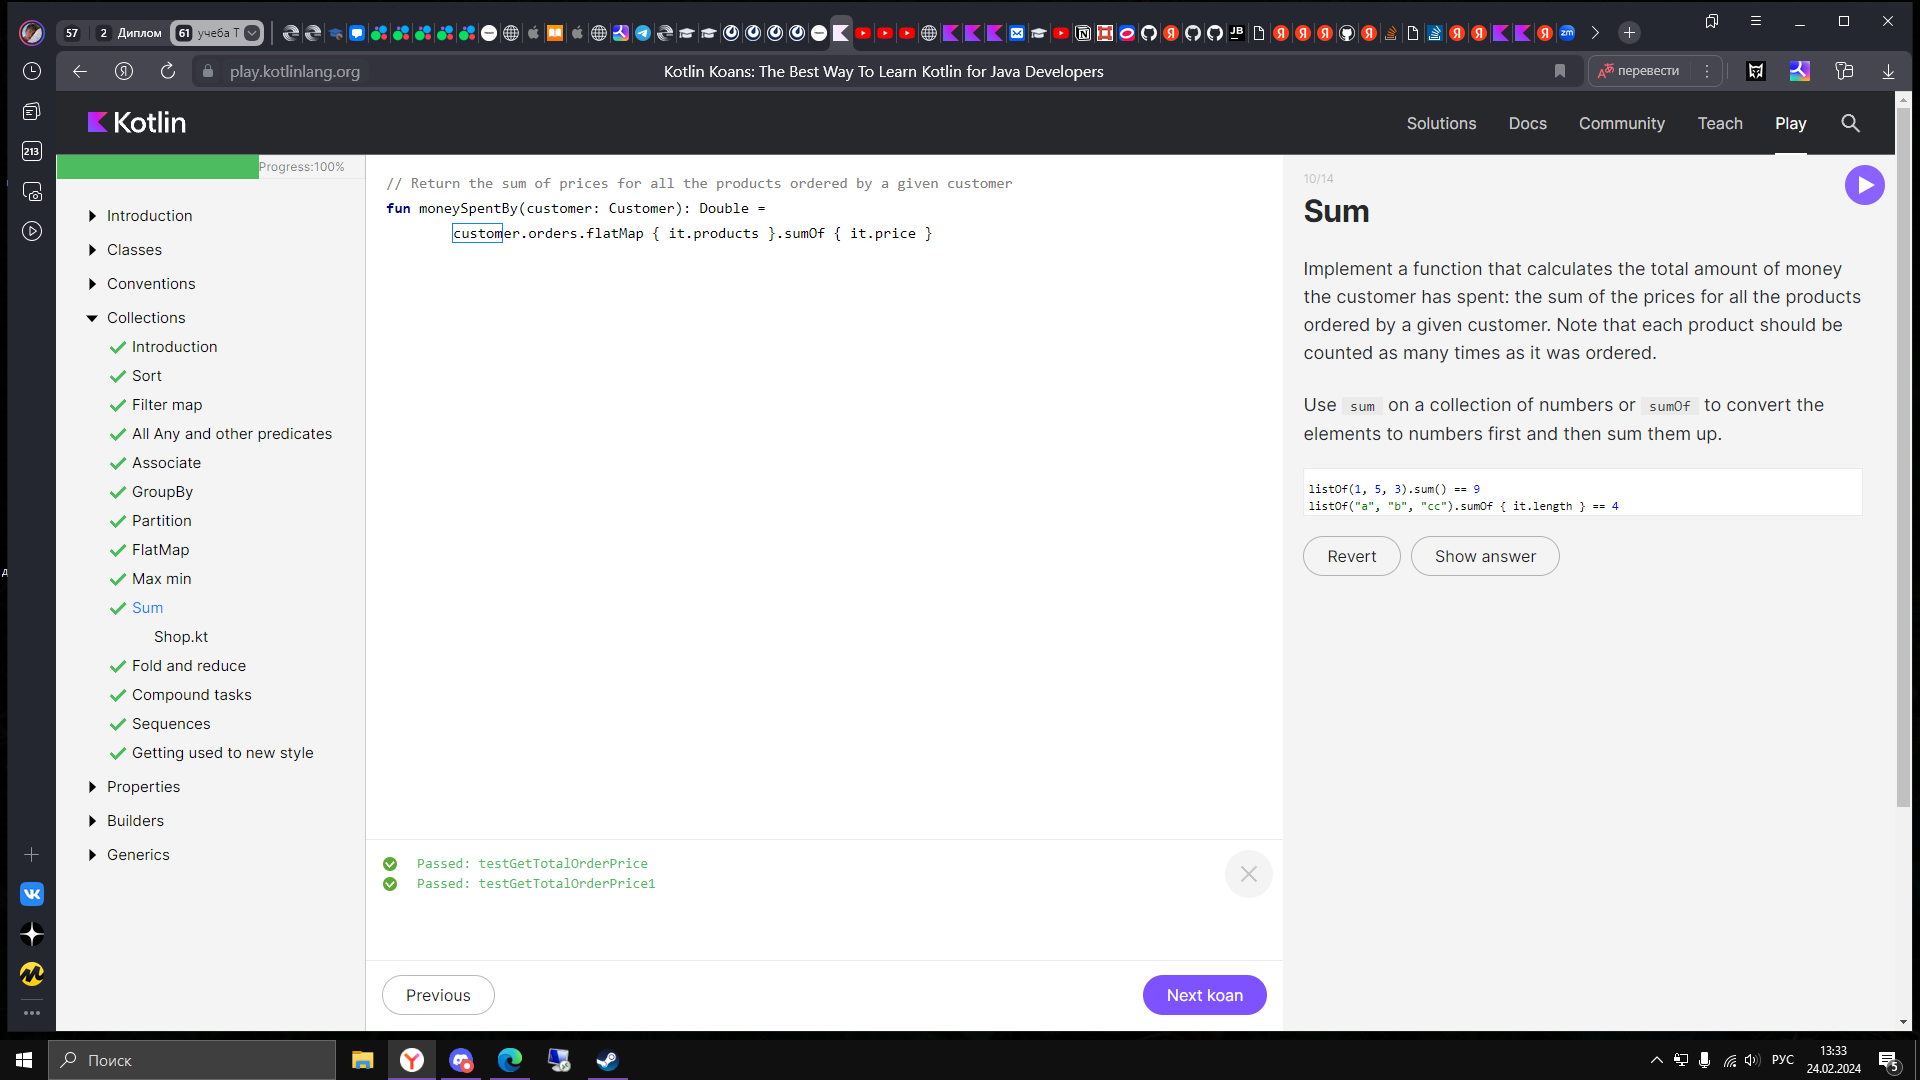 57
2 Диплом
61 учеба Т
JB
zm
play.kotlinlang.org
Kotlin Koans: The Best Way To Learn Kotlin for Java Developers
перевести
213
Kotlin
Solutions
Docs
Community
Teach
Play
Progress:100%
Introduction
Classes
Conventions
Collections
Introduction
Sort
Filter map
All Any and other predicates
Associate
GroupBy
Partition
FlatMap
Max min
Sum
Shop.kt
Fold and reduce
Compound tasks
Sequences
Getting used to new style
Properties
Builders
Generics
// Return the sum of prices for all the products ordered by a given customer
fun moneySpentBy(customer: Customer): Double =
customer.orders.flatMap { it.products }.sumOf { it.price }
Passed: testGetTotalOrderPrice
Passed: testGetTotalOrderPrice1
Previous
Next koan
10/14
Sum
Implement a function that calculates the total amount of money
the customer has spent: the sum of the prices for all the products
ordered by a given customer. Note that each product should be
counted as many times as it was ordered.
Use sum on a collection of numbers or sumOf to convert the
elements to numbers first and then sum them up.
listOf(1, 5, 3).sum() == 9
listOf("a", "b", "cc").sumOf { it.length } == 4
Revert
Show answer
Поиск
РУС
13:33
24.02.2024
5